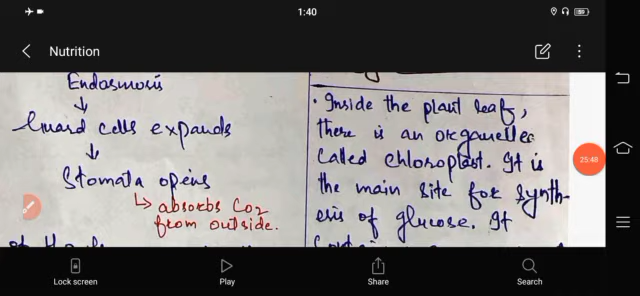 1:40
Nutrition
Endosmosis
↓
Guard cells expands
↓
Stomata opens
↳ absorbs Co2
from outside.
• Inside the plant leaf,
there is an organelles
called chloroplast. It is
the main site for synth-
esis of glucose. It
25:48
Lock screen
Play
Share
Search